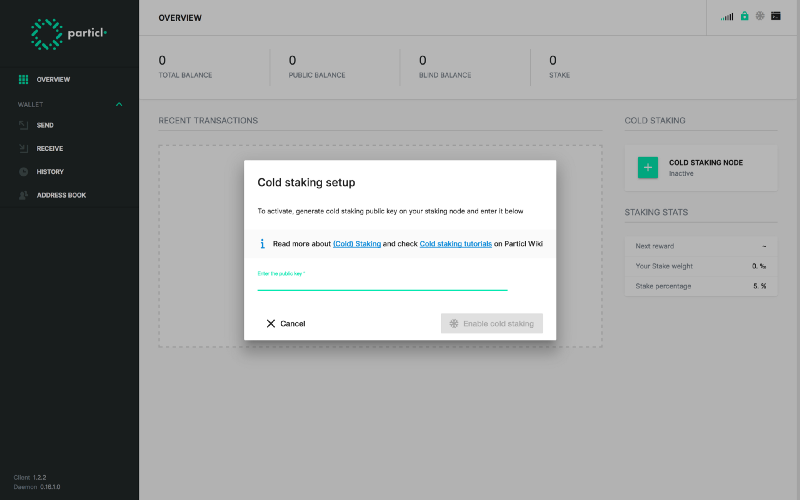 particl
OVERVIEW
WALLET
SEND
RECEIVE
HISTORY
ADDRESS BOOK
Client 1.2.2
Daemon 0.16.1.0
OVERVIEW
0
TOTAL BALANCE
0
PUBLIC BALANCE
0
BLIND BALANCE
0
STAKE
RECENT TRANSACTIONS
COLD STAKING
COLD STAKING NODE
Inactive
STAKING STATS
Next reward –
Your Stake weight 0. ‰
Stake percentage 5. %
Cold staking setup
To activate, generate cold staking public key on your staking node and enter it below
Read more about (Cold) Staking and check Cold staking tutorials on Particl Wiki
Enter the public key *
Cancel
Enable cold staking